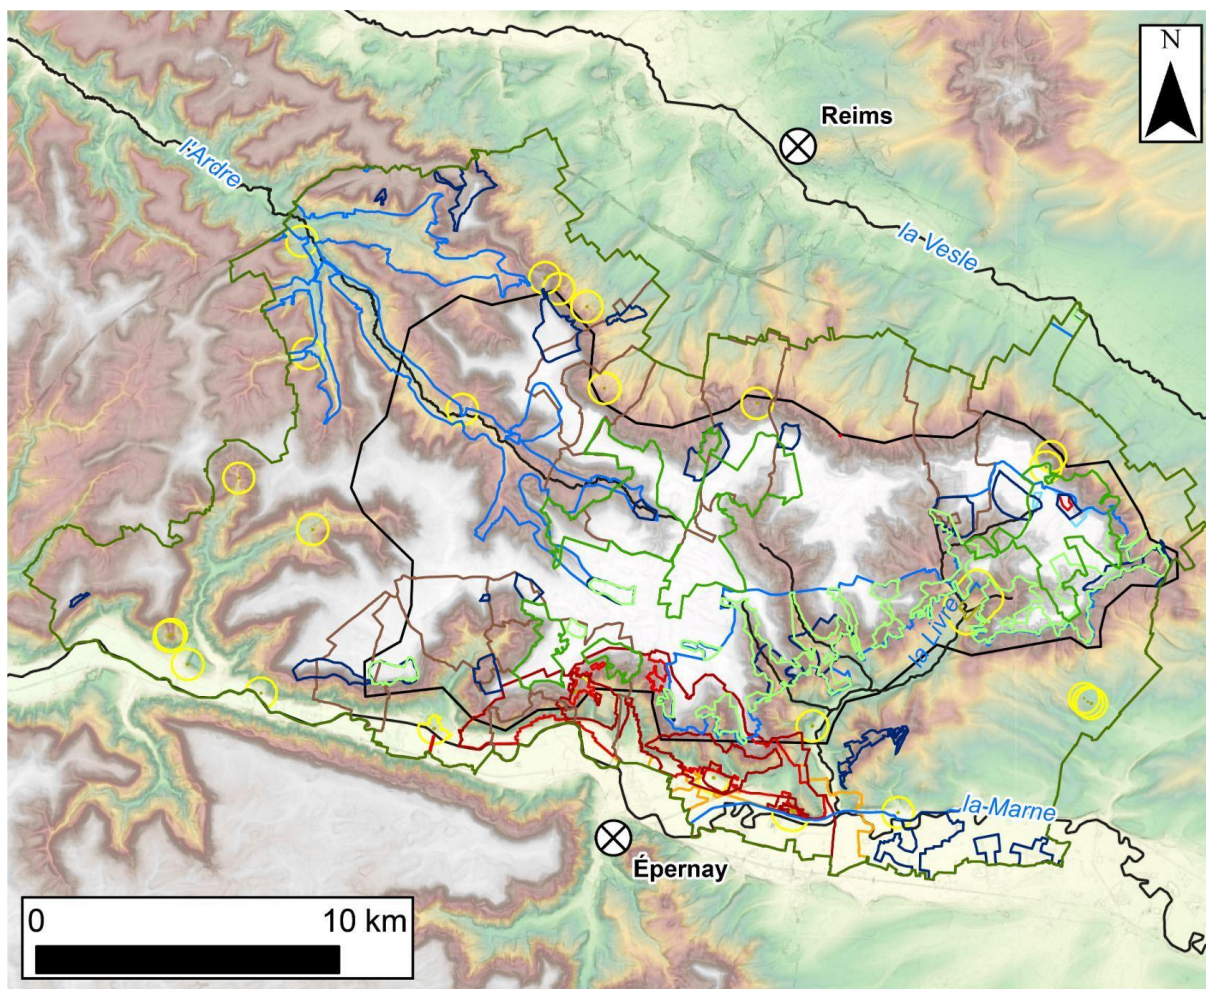 N
Reims
l'Ardre
la Vesle
la Livre
la Marne
Épernay
0 10 km